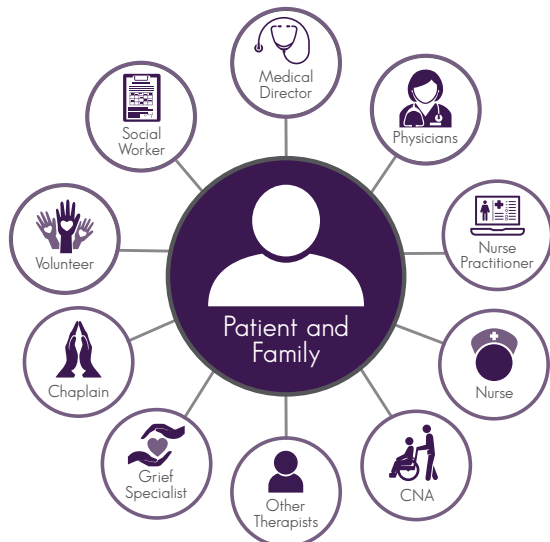 Medical
Director
Physicians
Nurse
Practitioner
Nurse
CNA
Other
Therapists
Grief
Specialist
Chaplain
Volunteer
Social
Worker
Patient and
Family